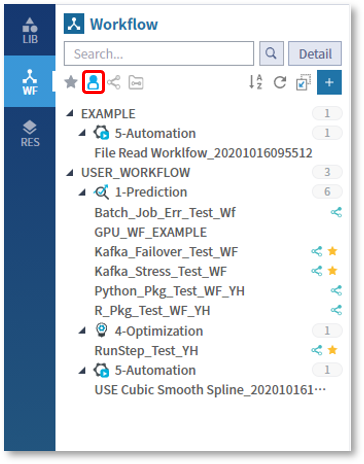 LIB
WF
RES
Workflow
Search...
Detail
EXAMPLE 1
5-Automation 1
File Read Worklfow_20201016095512
USER_WORKFLOW 3
1-Prediction 6
Batch_Job_Err_Test_Wf
GPU_WF_EXAMPLE
Kafka_Failover_Test_WF
Kafka_Stress_Test_WF
Python_Pkg_Test_WF_YH
R_Pkg_Test_WF_YH
4-Optimization 1
RunStep_Test_YH
5-Automation 1
USE Cubic Smooth Spline_202010161···